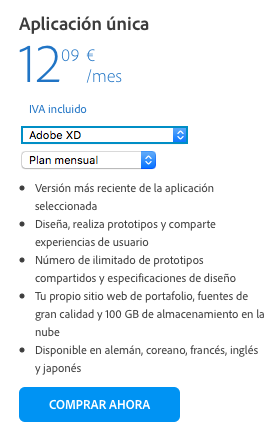 Aplicación única
12 09 €
/mes
IVA incluido
Adobe XD
Plan mensual
• Versión más reciente de la aplicación
seleccionada
• Diseña, realiza prototipos y comparte
experiencias de usuario
• Número de ilimitado de prototipos
compartidos y especificaciones de diseño
• Tu propio sitio web de portafolio, fuentes de
gran calidad y 100 GB de almacenamiento en la
nube
• Disponible en alemán, coreano, francés, inglés
y japonés
COMPRAR AHORA